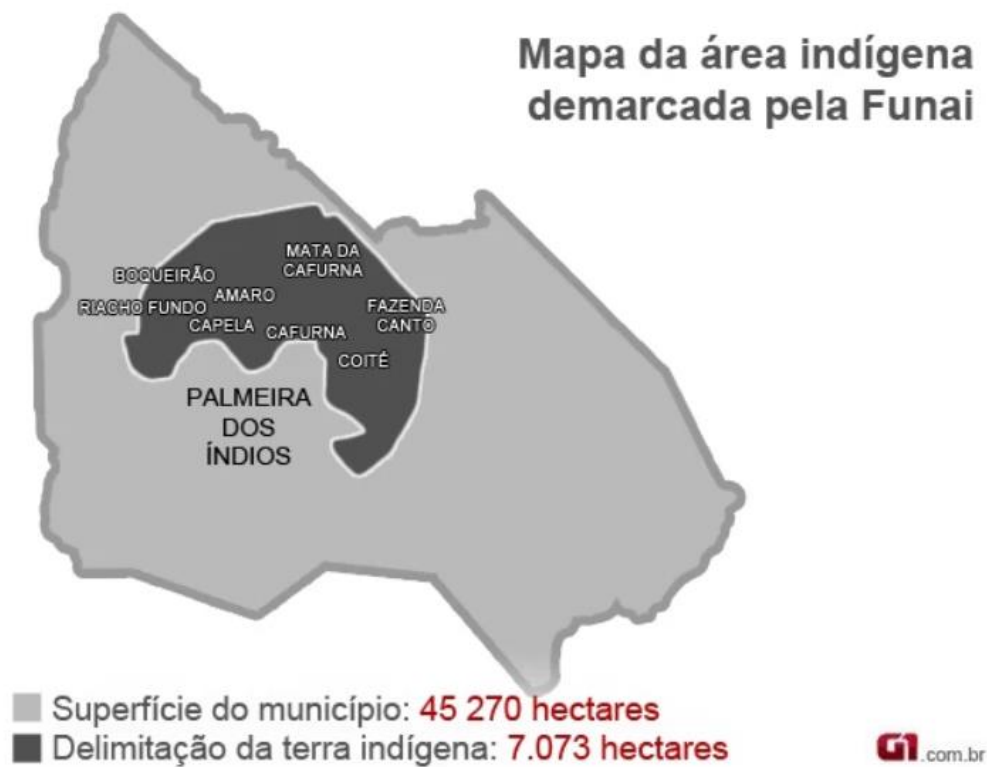 Mapa da área indígena
demarcada pela Funai
MATA DA
CAFURNA
BOQUEIRÃO
AMARO
RIACHO FUNDO
FAZENDA
CANTO
CAPELA
CAFURNA
COITÉ
PALMEIRA
DOS
ÍNDIOS
Superfície do município: 45 270 hectares
Delimitação da terra indígena: 7.073 hectares
G1.com.br